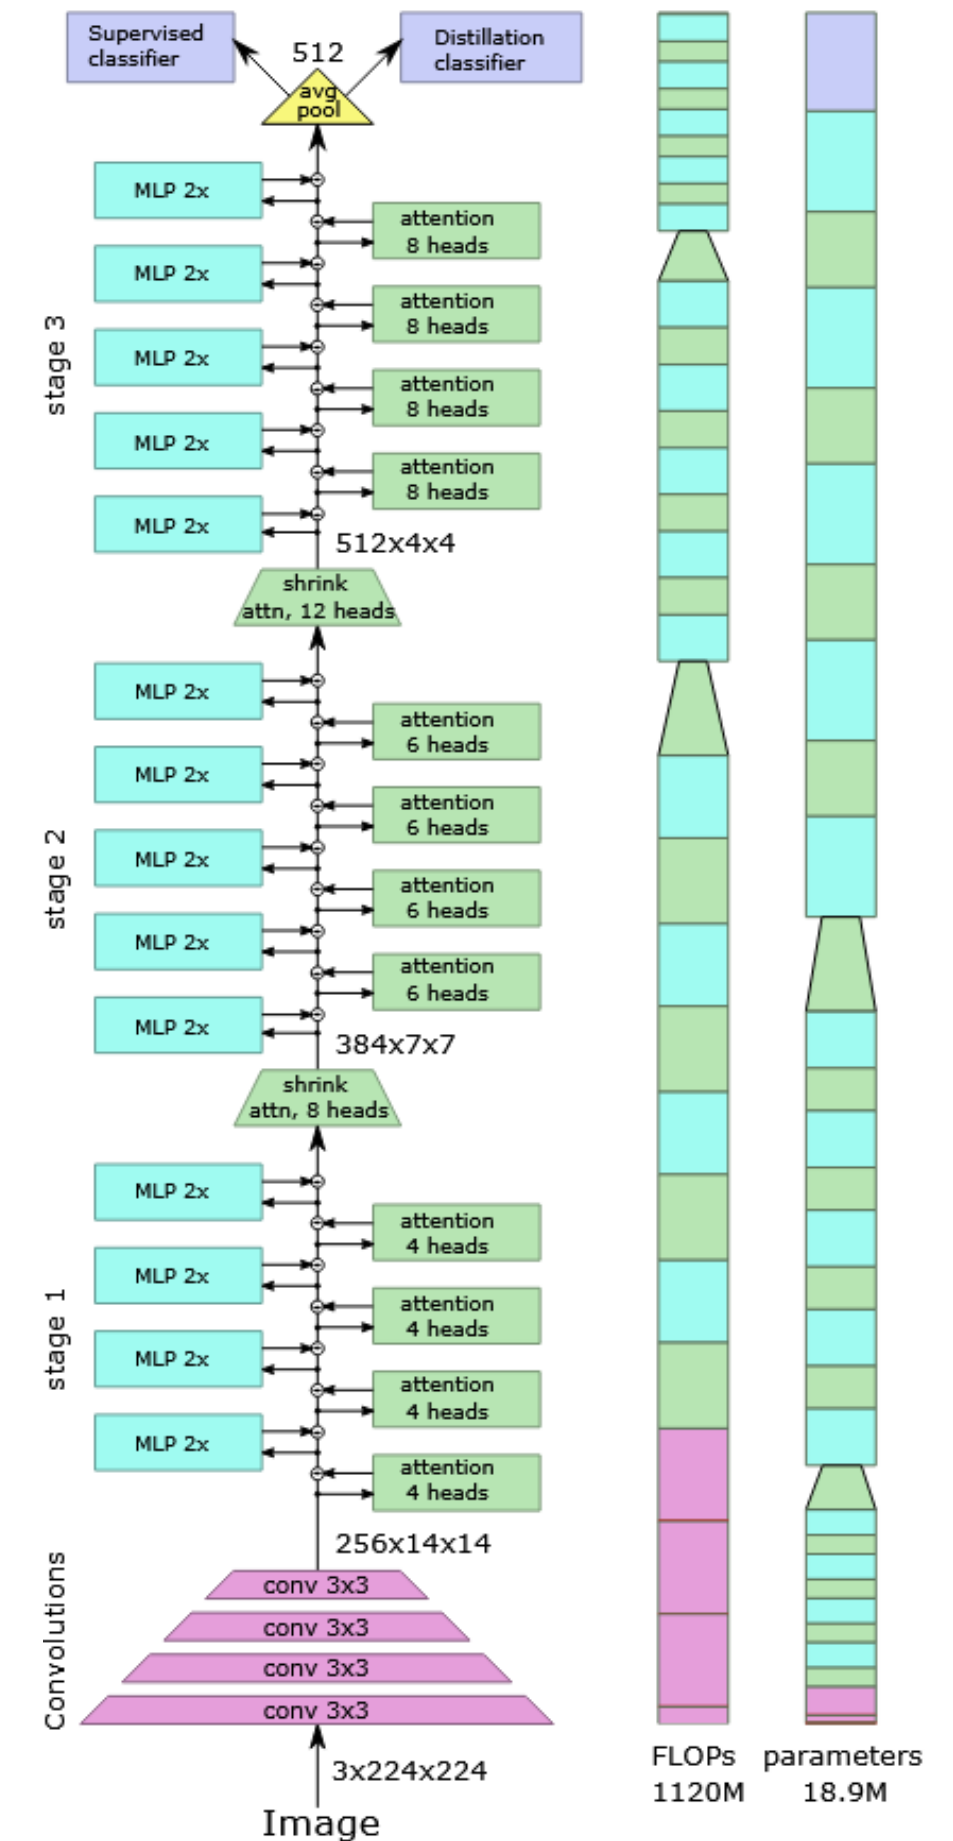 Supervised
classifier
512
Distillation
classifier
avg
pool
MLP 2x
attention
8 heads
MLP 2x
attention
8 heads
stage 3
MLP 2x
attention
8 heads
MLP 2x
attention
8 heads
MLP 2x
512x4x4
shrink
attn, 12 heads
MLP 2x
attention
6 heads
MLP 2x
attention
6 heads
stage 2
MLP 2x
attention
6 heads
MLP 2x
attention
6 heads
MLP 2x
384x7x7
shrink
attn, 8 heads
MLP 2x
attention
4 heads
MLP 2x
attention
4 heads
stage 1
MLP 2x
attention
4 heads
MLP 2x
attention
4 heads
256x14x14
Convolutions
conv 3x3
conv 3x3
conv 3x3
conv 3x3
3x224x224
Image
FLOPs
1120M
parameters
18.9M